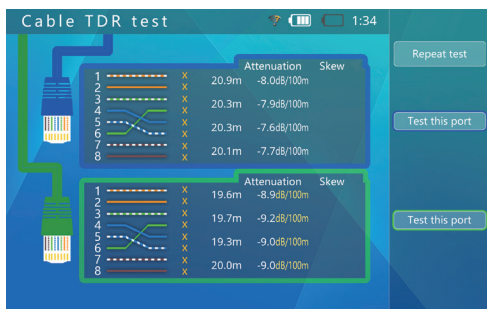 Cable TDR test
1:34
Repeat test
Attenuation Skew
1 x
2 x 20.9m -8.0dB/100m
3 x
4 x 20.3m -7.9dB/100m
5 x
6 x 20.3m -7.6dB/100m
7 x
8 x 20.1m -7.7dB/100m
Test this port
Attenuation Skew
1 x
2 x 19.6m -8.9dB/100m
3 x
4 x 19.7m -9.2dB/100m
5 x
6 x 19.3m -9.0dB/100m
7 x
8 x 20.0m -9.0dB/100m
Test this port